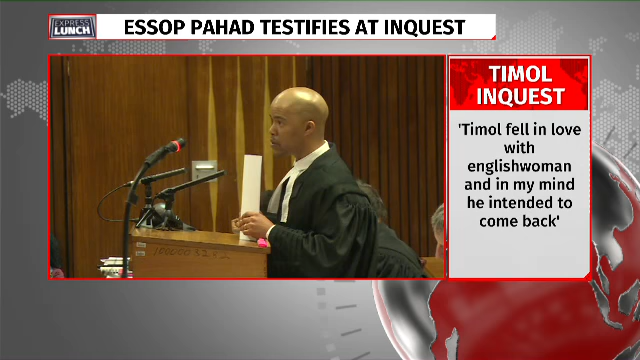 EXPRESS
LUNCH
ESSOP PAHAD TESTIFIES AT INQUEST
TIMOL
INQUEST
'Timol fell in love
with
englishwoman
and in my mind
he intended to
come back'